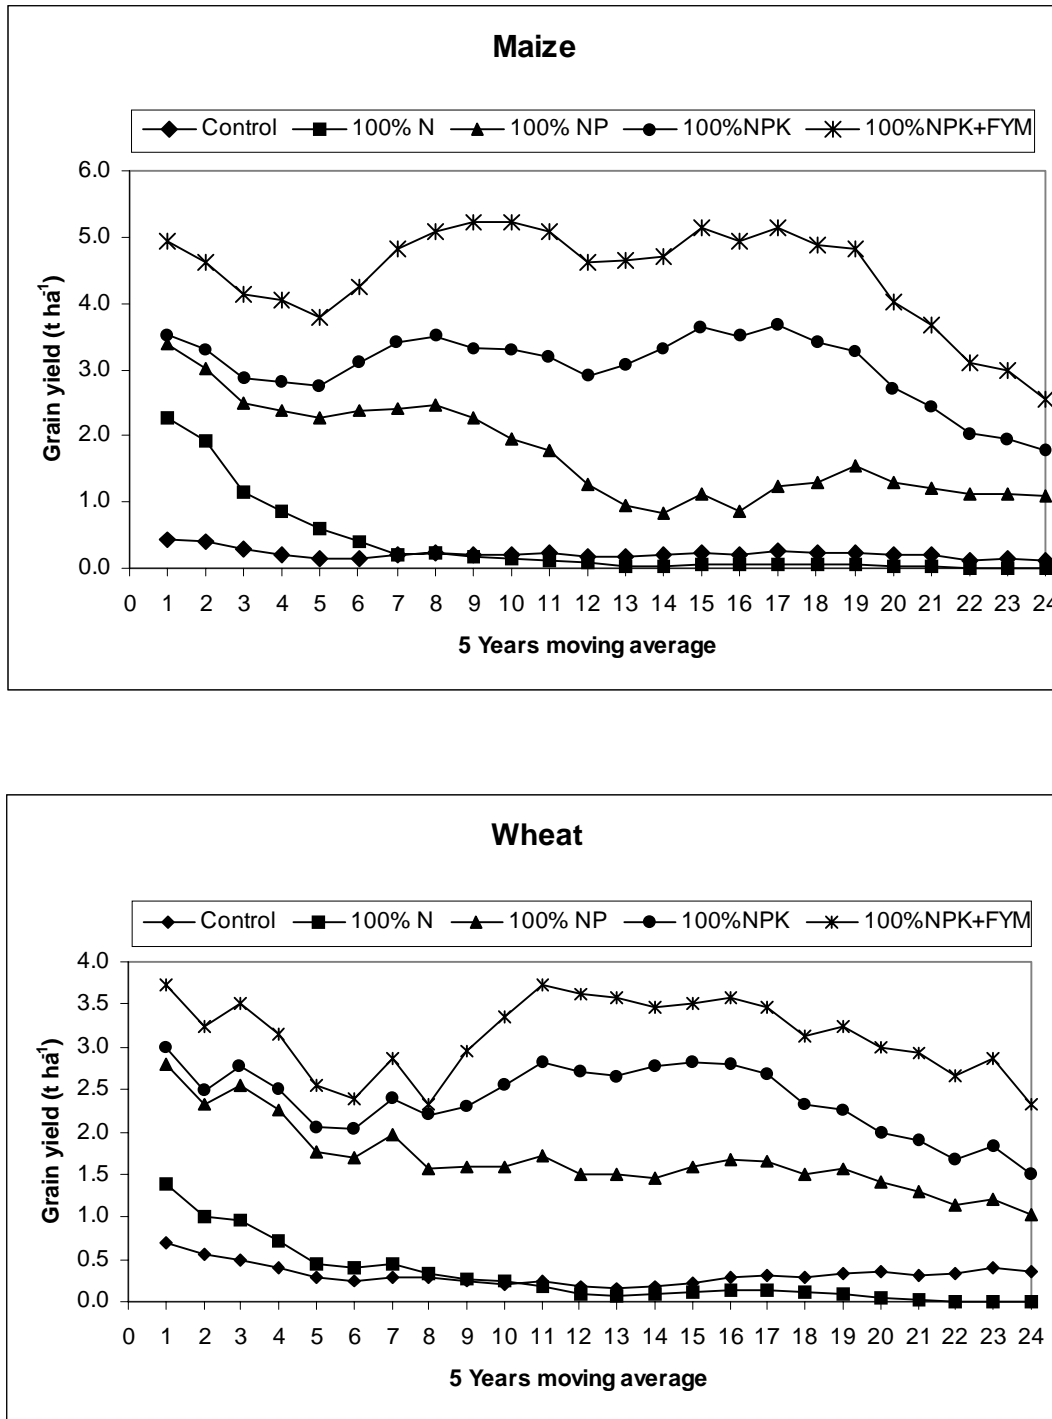 Maize
Control 100% N 100% NP 100%NPK 100%NPK+FYM
6.0
5.0
4.0
3.0
2.0
1.0
0.0
Grain yield (t ha-1)
0 1 2 3 4 5 6 7 8 9 10 11 12 13 14 15 16 17 18 19 20 21 22 23 24
5 Years moving average
Wheat
Control 100% N 100% NP 100%NPK 100%NPK+FYM
4.0
3.5
3.0
2.5
2.0
1.5
1.0
0.5
0.0
Grain yield (t ha-1)
0 1 2 3 4 5 6 7 8 9 10 11 12 13 14 15 16 17 18 19 20 21 22 23 24
5 Years moving average